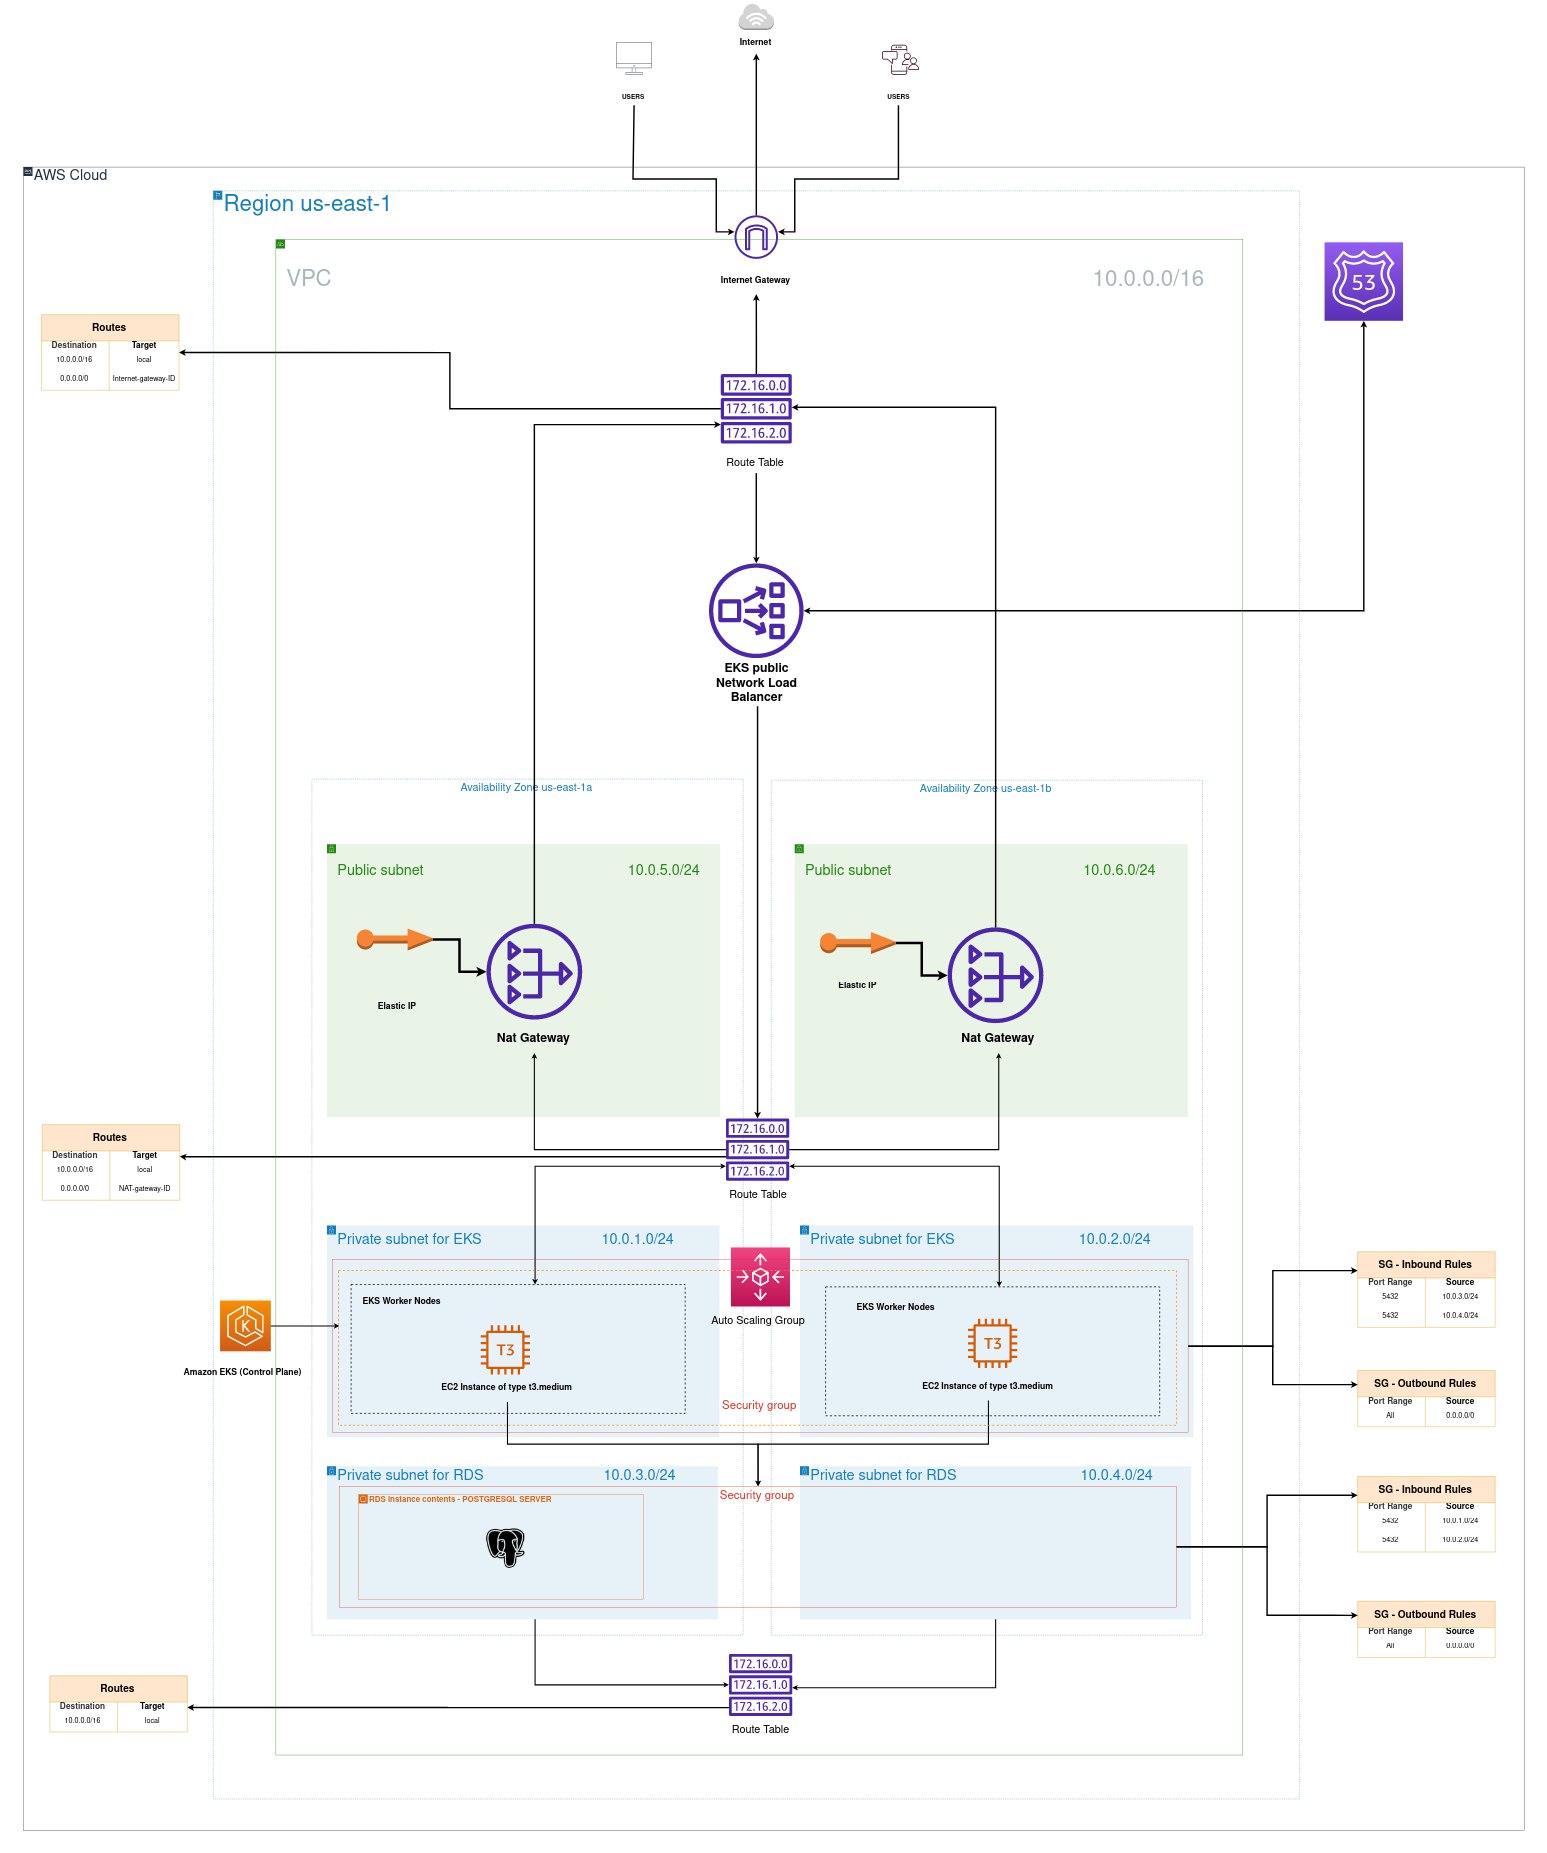 Internet
USERS
USERS
AWS Cloud
Region us-east-1
VPC
10.0.0.0/16
Internet Gateway
53
Routes
Destination Target
10.0.0.0/16 local
0.0.0.0/0 Internet-gateway-ID
172.16.0.0
172.16.1.0
172.16.2.0
Route Table
EKS public
Network Load
Balancer
Availability Zone us-east-1a
Availability Zone us-east-1b
Public subnet 10.0.5.0/24
Public subnet 10.0.6.0/24
Elastic IP
Nat Gateway
Elastic IP
Nat Gateway
Routes
Destination Target
10.0.0.0/16 local
0.0.0.0/0 NAT-gateway-ID
172.16.0.0
172.16.1.0
172.16.2.0
Route Table
Private subnet for EKS 10.0.1.0/24
Private subnet for EKS 10.0.2.0/24
EKS Worker Nodes
T3
EC2 Instance of type t3.medium
Auto Scaling Group
EKS Worker Nodes
T3
EC2 Instance of type t3.medium
Security group
K
Amazon EKS (Control Plane)
SG - Inbound Rules
Port Range Source
5432 10.0.3.0/24
5432 10.0.4.0/24
SG - Outbound Rules
Port Range Source
All 0.0.0.0/0
Private subnet for RDS 10.0.3.0/24
Private subnet for RDS 10.0.4.0/24
Security group
RDS instance contents - POSTGRESQL SERVER
SG - Inbound Rules
Port Range Source
5432 10.0.1.0/24
5432 10.0.2.0/24
SG - Outbound Rules
Port Range Source
All 0.0.0.0/0
172.16.0.0
172.16.1.0
172.16.2.0
Route Table
Routes
Destination Target
10.0.0.0/16 local